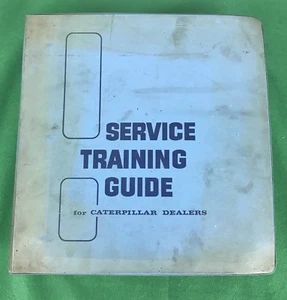 SERVICE
TRAINING
GUIDE
for CATERPILLAR DEALERS